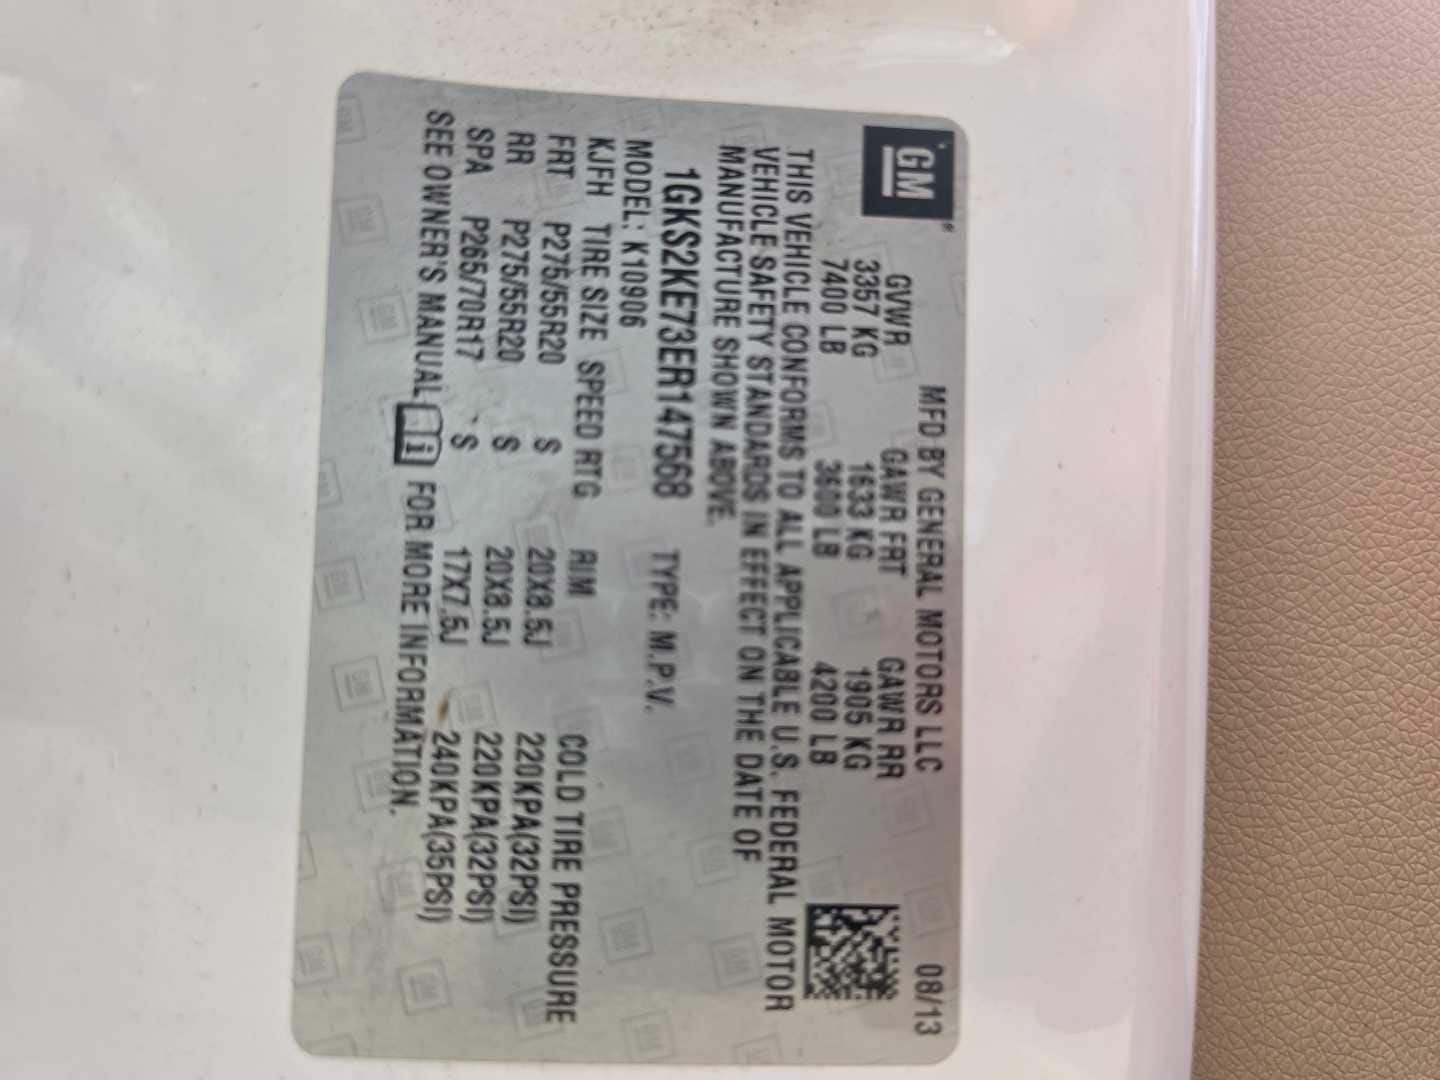 GM
MFD BY GENERAL MOTORS LLC 08/13
GVWR GAWR FRT GAWR RR
3357 KG 1633 KG 1905 KG
7400 LB 3600 LB 4200 LB
THIS VEHICLE CONFORMS TO ALL APPLICABLE U.S. FEDERAL MOTOR
VEHICLE SAFETY STANDARDS IN EFFECT ON THE DATE OF
MANUFACTURE SHOWN ABOVE.
1GKS2KE73ER147568 TYPE: M.P.V.
MODEL: K10906
KJFH TIRE SIZE SPEED RTG RIM COLD TIRE PRESSURE
FRT P275/55R20 S 20X8.5J 220KPA(32PSI)
RR P275/55R20 S 20X8.5J 220KPA(32PSI)
SPA P265/70R17 S 17X7.5J 240KPA(35PSI)
SEE OWNER'S MANUAL i FOR MORE INFORMATION.